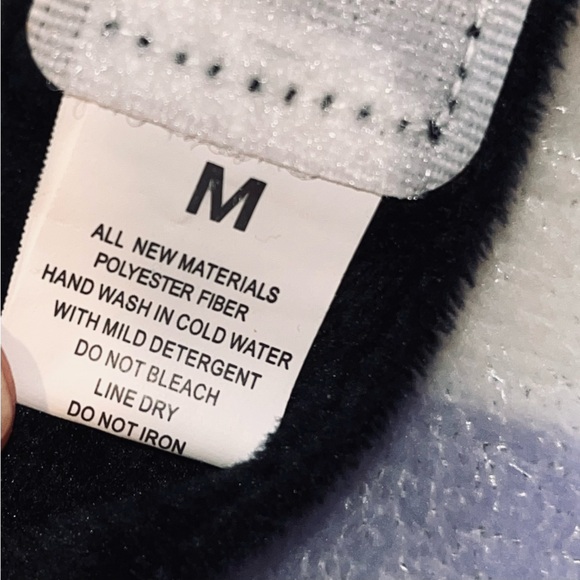 M
ALL NEW MATERIALS
POLYESTER FIBER
HAND WASH IN COLD WATER
WITH MILD DETERGENT
DO NOT BLEACH
LINE DRY
DO NOT IRON